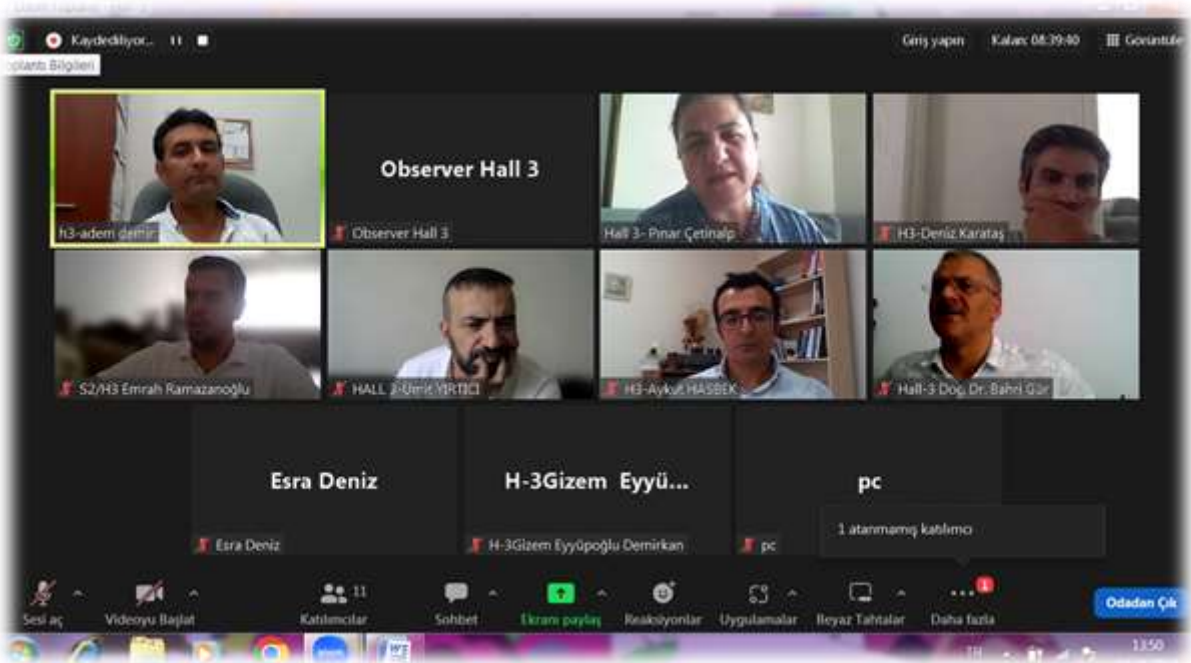 Kaydediliyor...
Giriş yapın
Kalan: 08:39:40
Görüntüle
oplantı Bilgileri
h3-adem demir
Observer Hall 3
Observer Hall 3
Hall 3- Pınar Çetinalp
H3-Deniz Karataş
S2/H3 Emrah Ramazanoğlu
HALL 3-Ümit YIRTICI
H3-Aykut HASBEK
Hall-3 Doç. Dr. Bahri Gür
Esra Deniz
Esra Deniz
H-3Gizem Eyyü...
H-3Gizem Eyyüpoğlu Demirkan
pc
pc
1 atanmamış katılımcı
Sesi aç
Videoyu Başlat
11
Katılımcılar
Sohbet
Ekranı paylaş
Reaksiyonlar
Uygulamalar
Beyaz Tahtalar
1
Daha fazla
Odadan Çık
TR
13:50